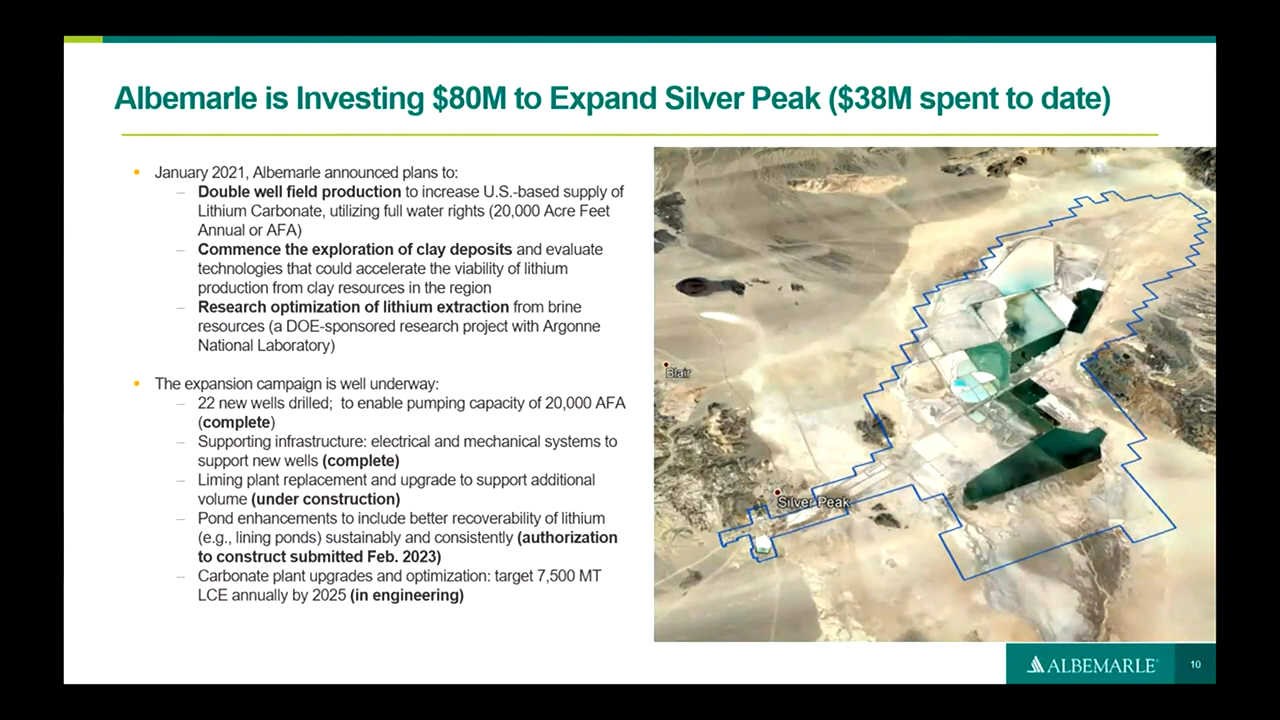 Albemarle is Investing $80M to Expand Silver Peak ($38M spent to date)
▪ January 2021, Albemarle announced plans to:
– Double well field production to increase U.S.-based supply of
Lithium Carbonate, utilizing full water rights (20,000 Acre Feet
Annual or AFA)
– Commence the exploration of clay deposits and evaluate
technologies that could accelerate the viability of lithium
production from clay resources in the region
– Research optimization of lithium extraction from brine
resources (a DOE-sponsored research project with Argonne
National Laboratory)
▪ The expansion campaign is well underway:
– 22 new wells drilled; to enable pumping capacity of 20,000 AFA
(complete)
– Supporting infrastructure: electrical and mechanical systems to
support new wells (complete)
– Liming plant replacement and upgrade to support additional
volume (under construction)
– Pond enhancements to include better recoverability of lithium
(e.g., lining ponds) sustainably and consistently (authorization
to construct submitted Feb. 2023)
– Carbonate plant upgrades and optimization: target 7,500 MT
LCE annually by 2025 (in engineering)
Blair
Silver Peak
ALBEMARLE®
10